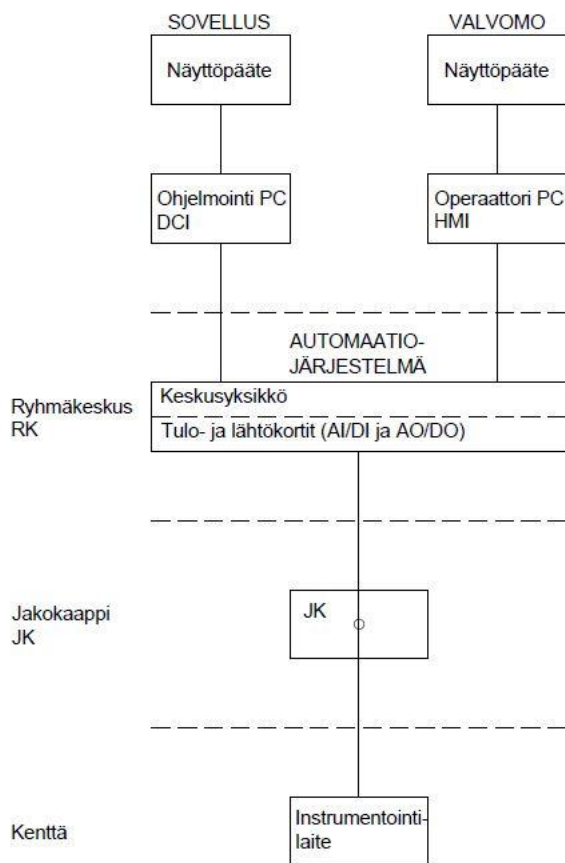 SOVELLUS
VALVOMO
Näyttöpääte
Näyttöpääte
Ohjelmointi PC
DCI
Operaattori PC
HMI
AUTOMAATIO-
JÄRJESTELMÄ
Ryhmäkeskus
RK
Keskusyksikkö
Tulo- ja lähtökortit (AI/DI ja AO/DO)
Jakokaappi
JK
JK
Kenttä
Instrumentointi-
laite